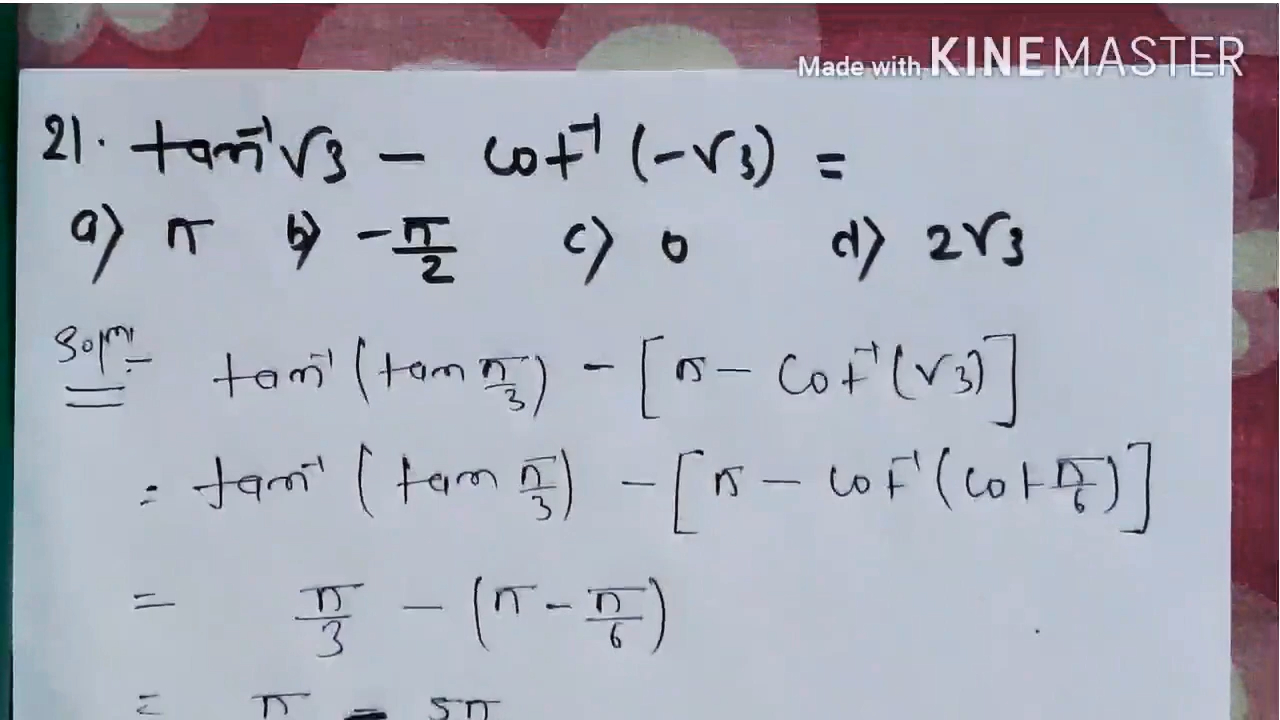 Made with KINEMASTER
21. tan⁻¹√3 − cot⁻¹(−√3) =
a) π b) −π/2 c) 0 d) 2√3
Soln:-
tan⁻¹(tan π/3) − [π − cot⁻¹(√3)]
= tan⁻¹(tan π/3) − [π − cot⁻¹(cot π/6)]
= π/3 − (π − π/6)
= π − 5π